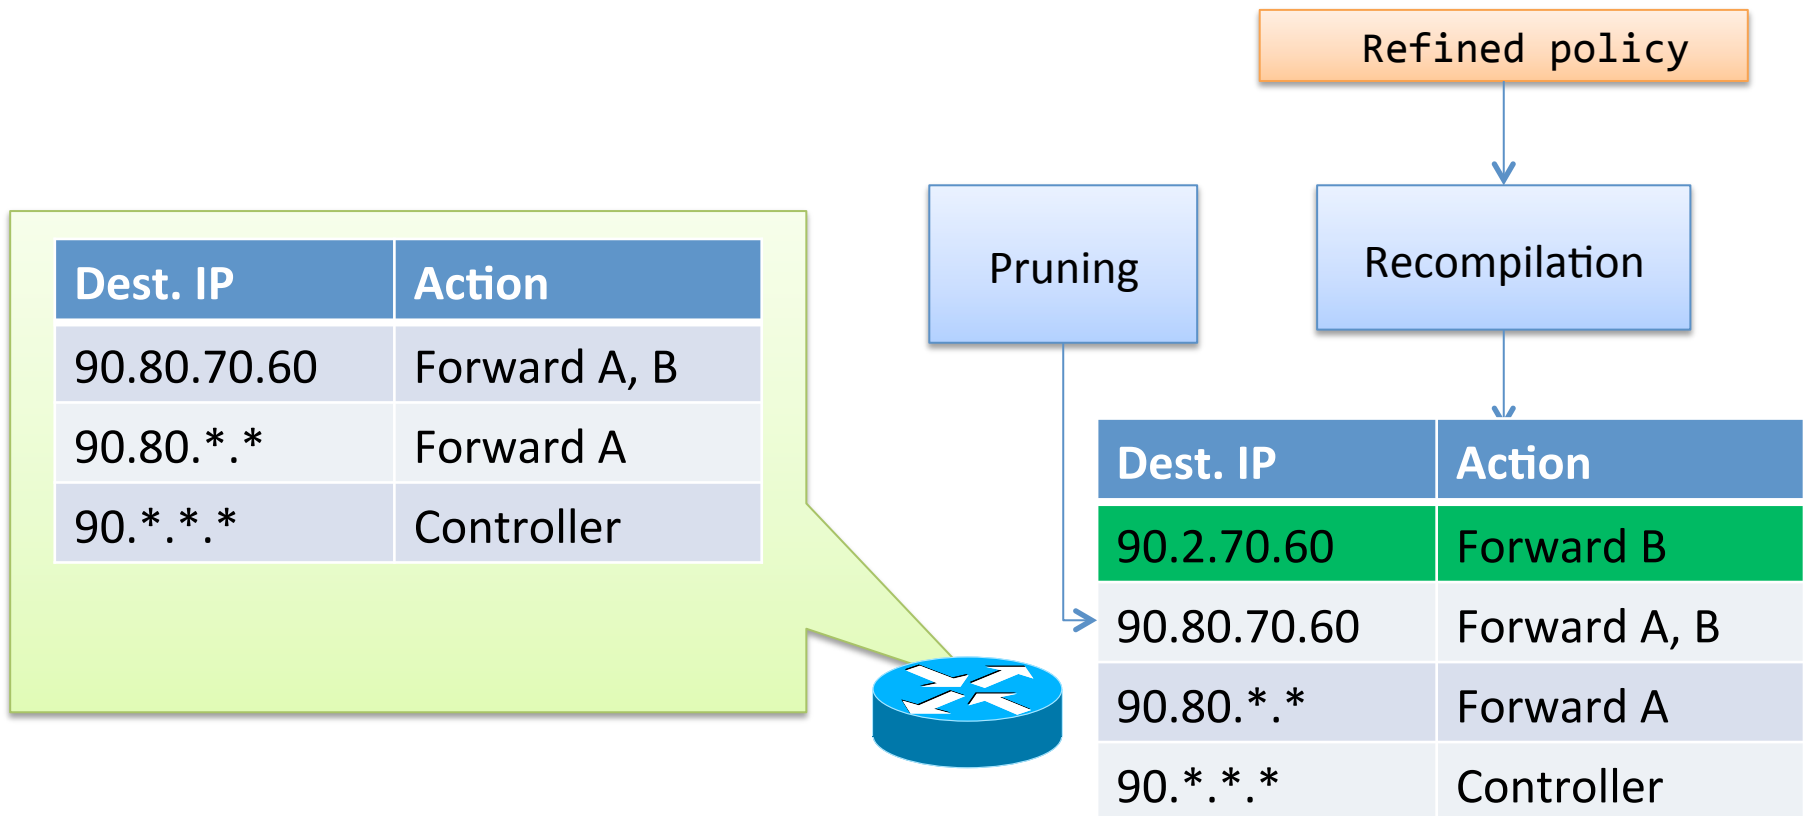 Refined policy
Pruning
Recompilation
Dest. IP Action
90.80.70.60 Forward A, B
90.80.*.* Forward A
90.*.*.* Controller
Dest. IP Action
90.2.70.60 Forward B
90.80.70.60 Forward A, B
90.80.*.* Forward A
90.*.*.* Controller